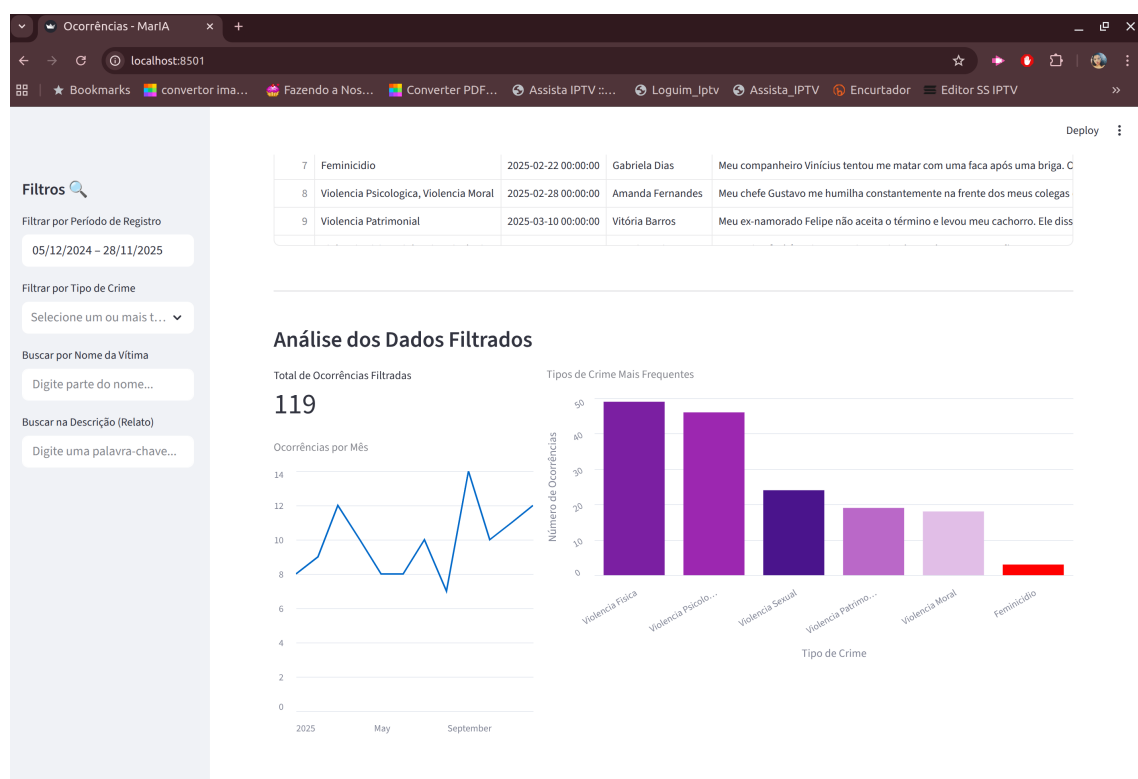 Ocorrências - MarIA
localhost:8501
Bookmarks convertor ima... Fazendo a Nos... Converter PDF... Assista IPTV ::... Loguim_Iptv Assista_IPTV Encurtador Editor SS IPTV »
Deploy
Filtros
Filtrar por Período de Registro
05/12/2024 – 28/11/2025
Filtrar por Tipo de Crime
Selecione um ou mais t...
Buscar por Nome da Vítima
Digite parte do nome...
Buscar na Descrição (Relato)
Digite uma palavra-chave...
7 Feminicidio 2025-02-22 00:00:00 Gabriela Dias Meu companheiro Vinícius tentou me matar com uma faca após uma briga. C
8 Violencia Psicologica, Violencia Moral 2025-02-28 00:00:00 Amanda Fernandes Meu chefe Gustavo me humilha constantemente na frente dos meus colegas
9 Violencia Patrimonial 2025-03-10 00:00:00 Vitória Barros Meu ex-namorado Felipe não aceita o término e levou meu cachorro. Ele diss
Análise dos Dados Filtrados
Total de Ocorrências Filtradas
119
Ocorrências por Mês
14
12
10
8
6
4
2
0
2025 May September
Tipos de Crime Mais Frequentes
Número de Ocorrências
50
40
30
20
10
0
Violencia Fisica Violencia Psicolo... Violencia Sexual Violencia Patrimo... Violencia Moral Feminicidio
Tipo de Crime